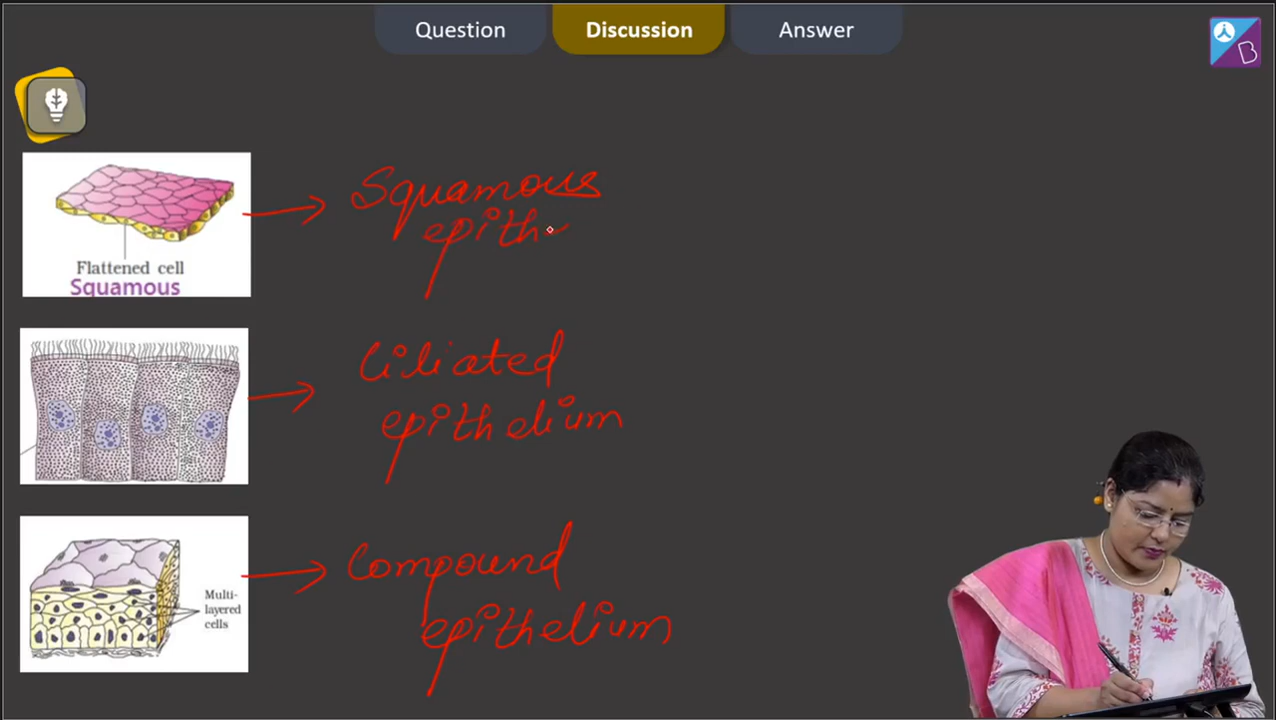 Question
Discussion
Answer
Flattened cell
Squamous
Squamous
epith
Ciliated
epithelium
Multi-
layered
cells
Compound
epithelium